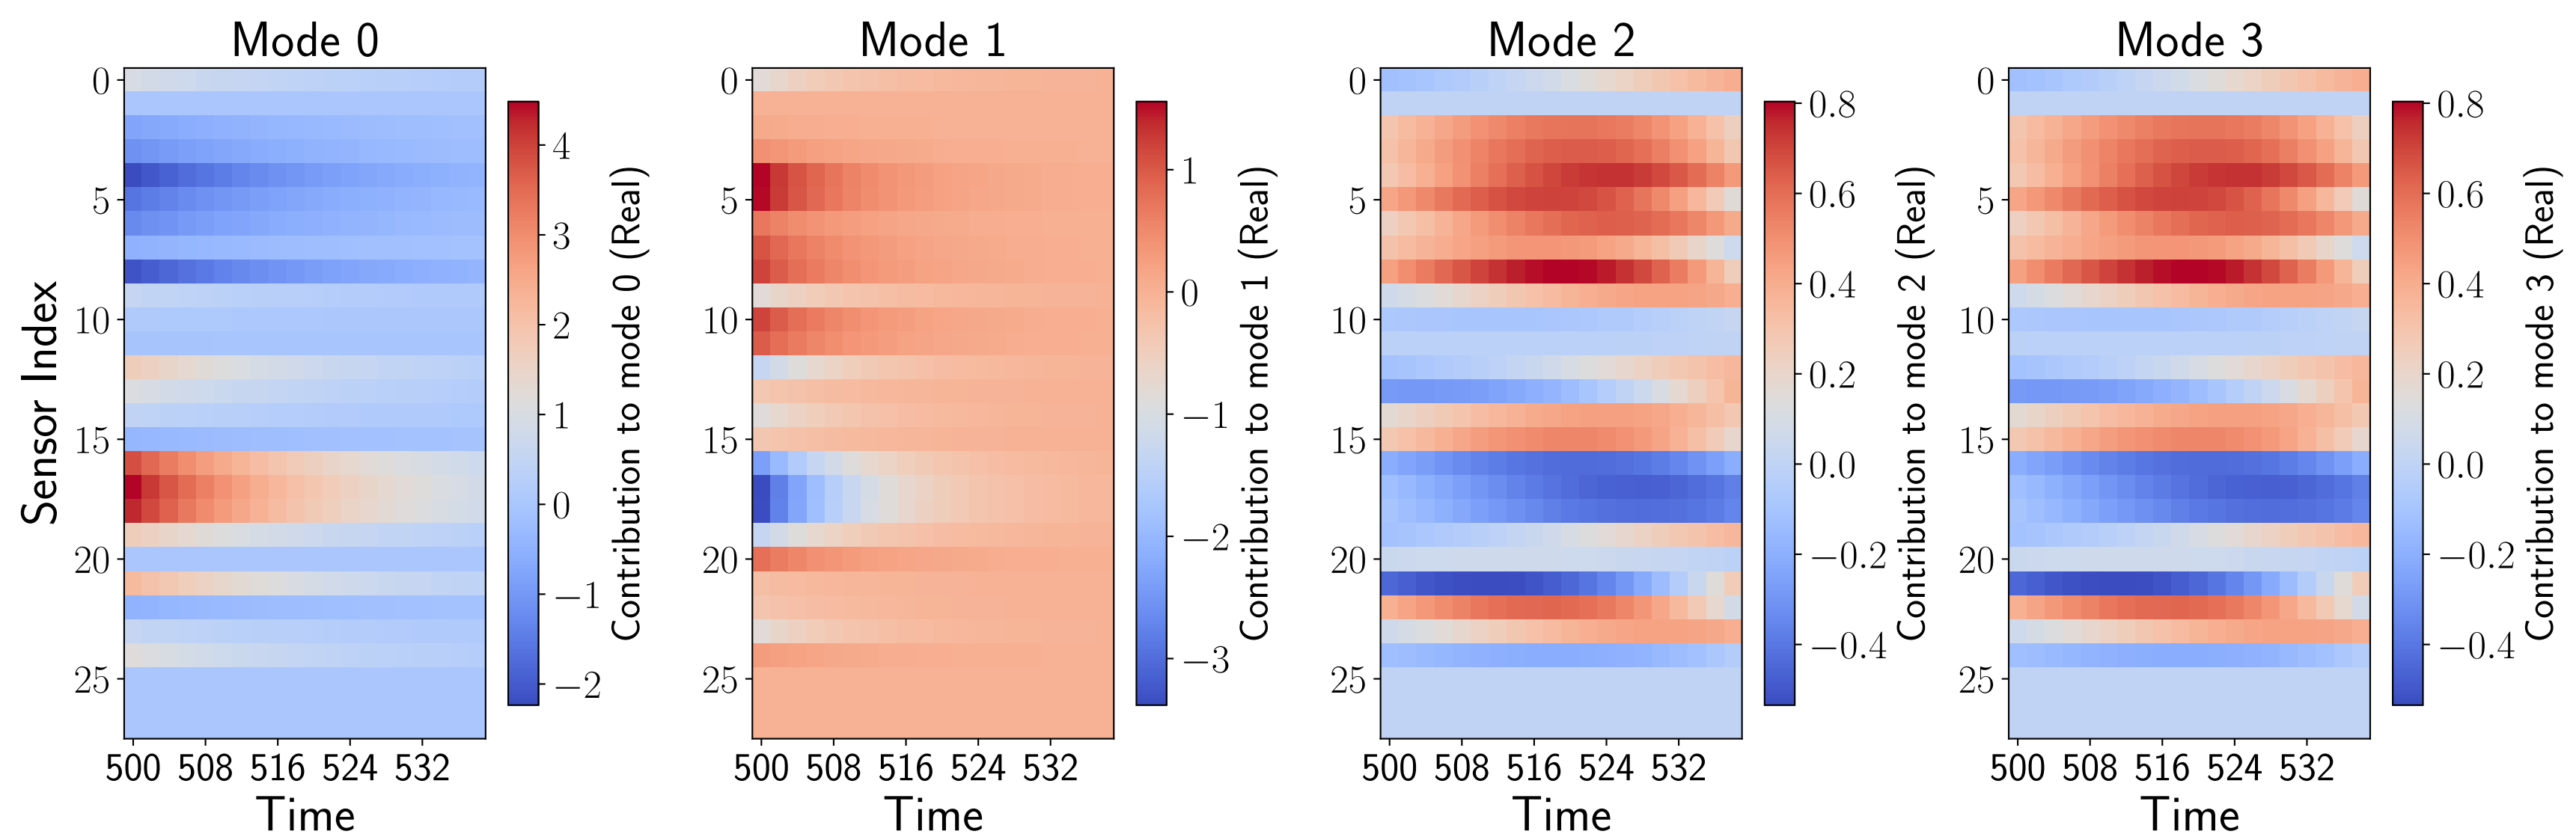 Mode 0
Mode 1
Mode 2
Mode 3
Sensor Index
0
5
10
15
20
25
500 508 516 524 532
Time
4
3
2
1
0
−1
−2
Contribution to mode 0 (Real)
0
5
10
15
20
25
500 508 516 524 532
Time
1
0
−1
−2
−3
Contribution to mode 1 (Real)
0
5
10
15
20
25
500 508 516 524 532
Time
0.8
0.6
0.4
0.2
0.0
−0.2
−0.4
Contribution to mode 2 (Real)
0
5
10
15
20
25
500 508 516 524 532
Time
0.8
0.6
0.4
0.2
0.0
−0.2
−0.4
Contribution to mode 3 (Real)